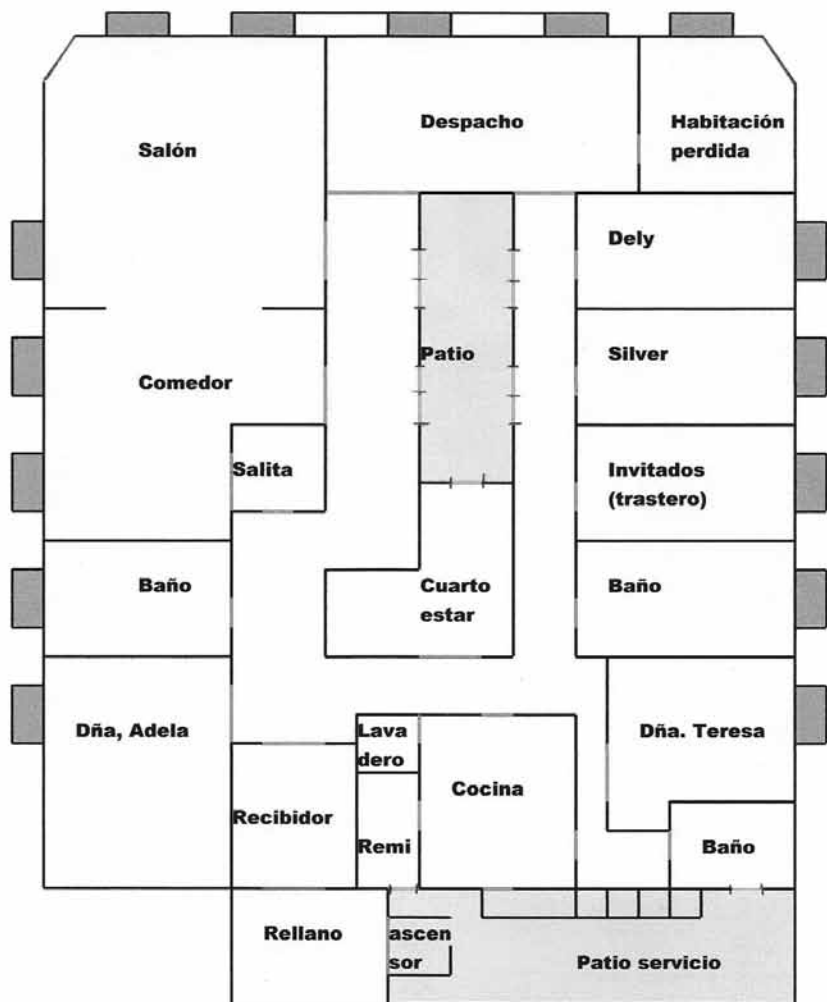 Salón
Despacho
Habitación
perdida
Dely
Patio
Silver
Comedor
Salita
Invitados
(trastero)
Baño
Cuarto
estar
Baño
Dña, Adela
Lava
dero
Dña. Teresa
Cocina
Recibidor
Remi
Baño
Rellano
ascen
sor
Patio servicio